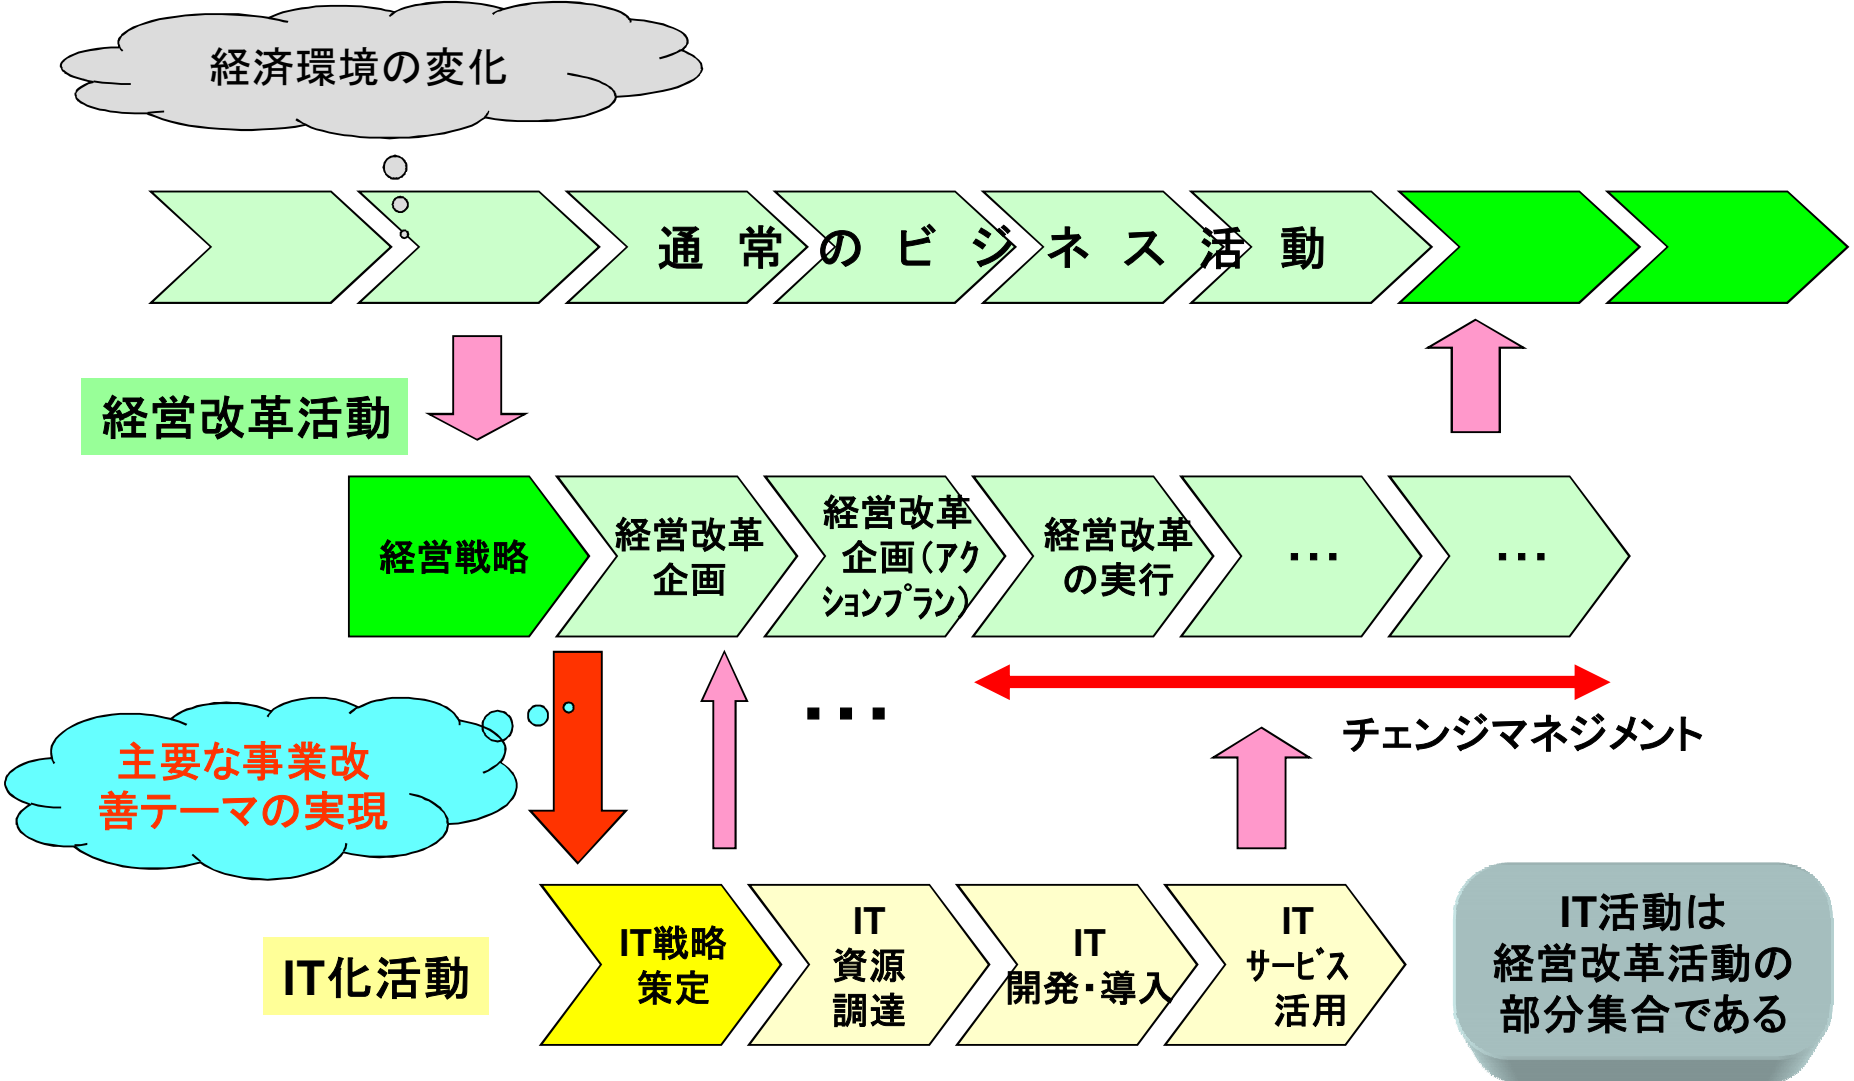 経済環境の変化
通常のビジネス活動
経営改革活動
経営戦略
経営改革
企画
経営改革
企画（ｱｸ
ｼｮﾝﾌﾟﾗﾝ）
経営改革
の実行
･･･
･･･
･･･
チェンジマネジメント
主要な事業改
善テーマの実現
IT化活動
IT戦略
策定
IT
資源
調達
IT
開発・導入
IT
ｻｰﾋﾞｽ
活用
IT活動は
経営改革活動の
部分集合である